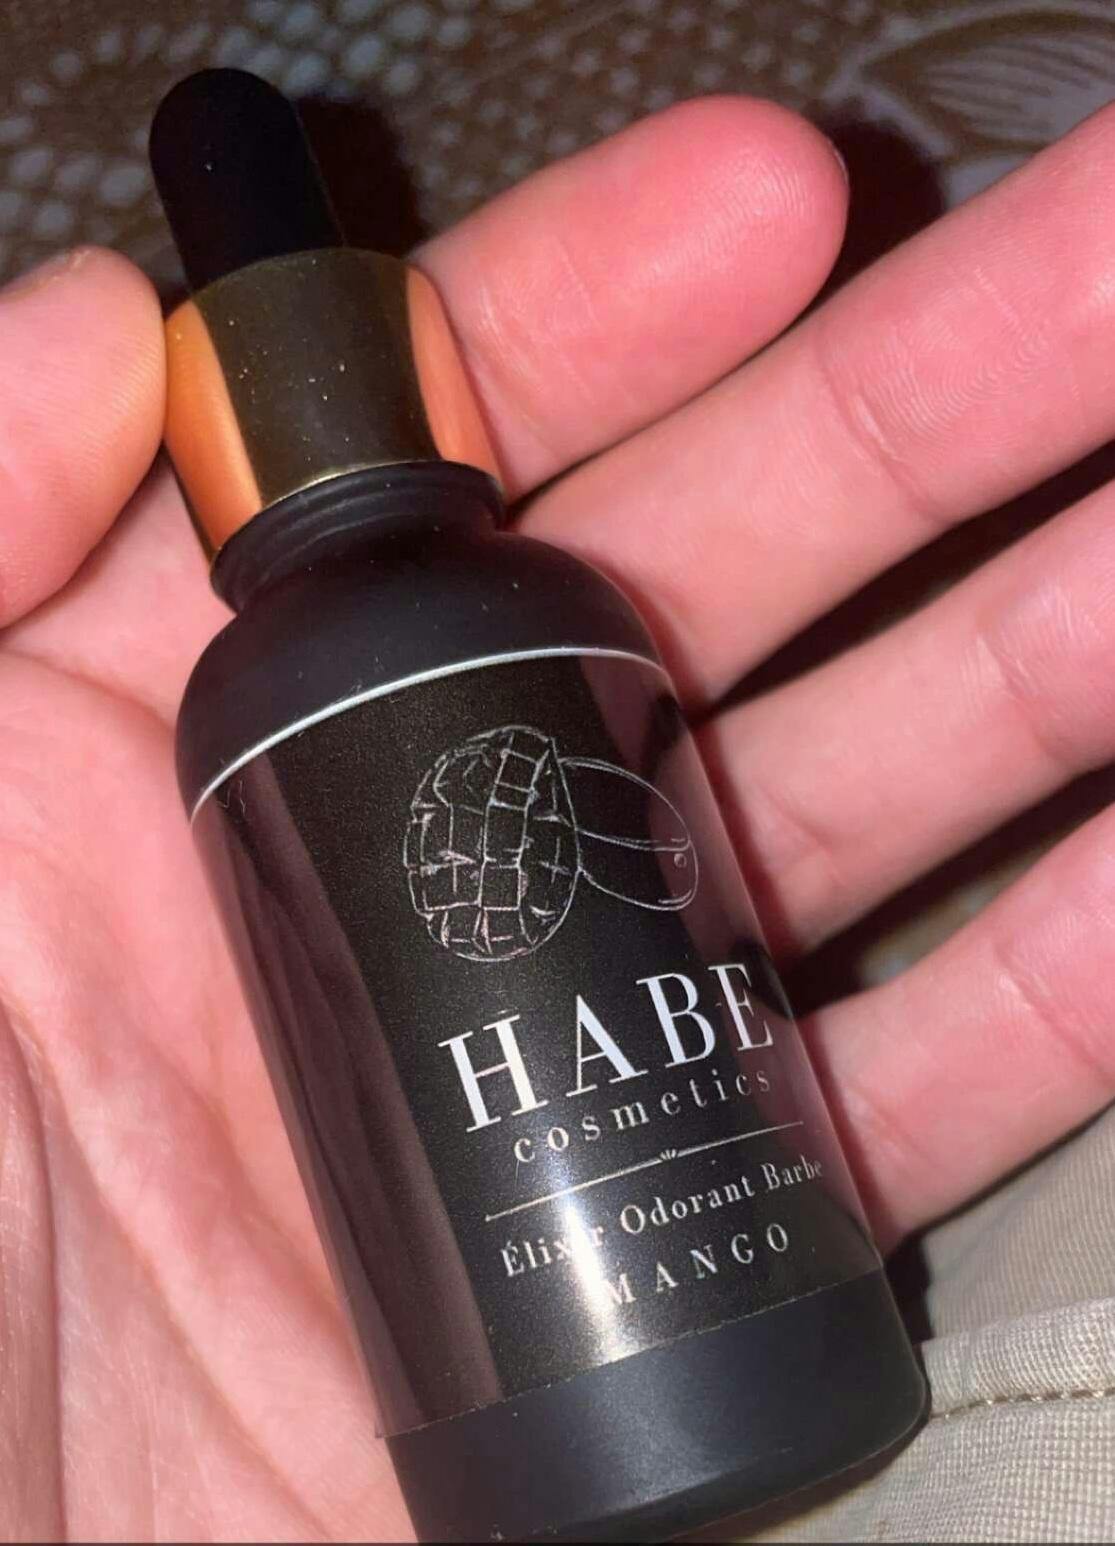 HABE
cosmetics
Élixir Odorant Barbe
MANGO